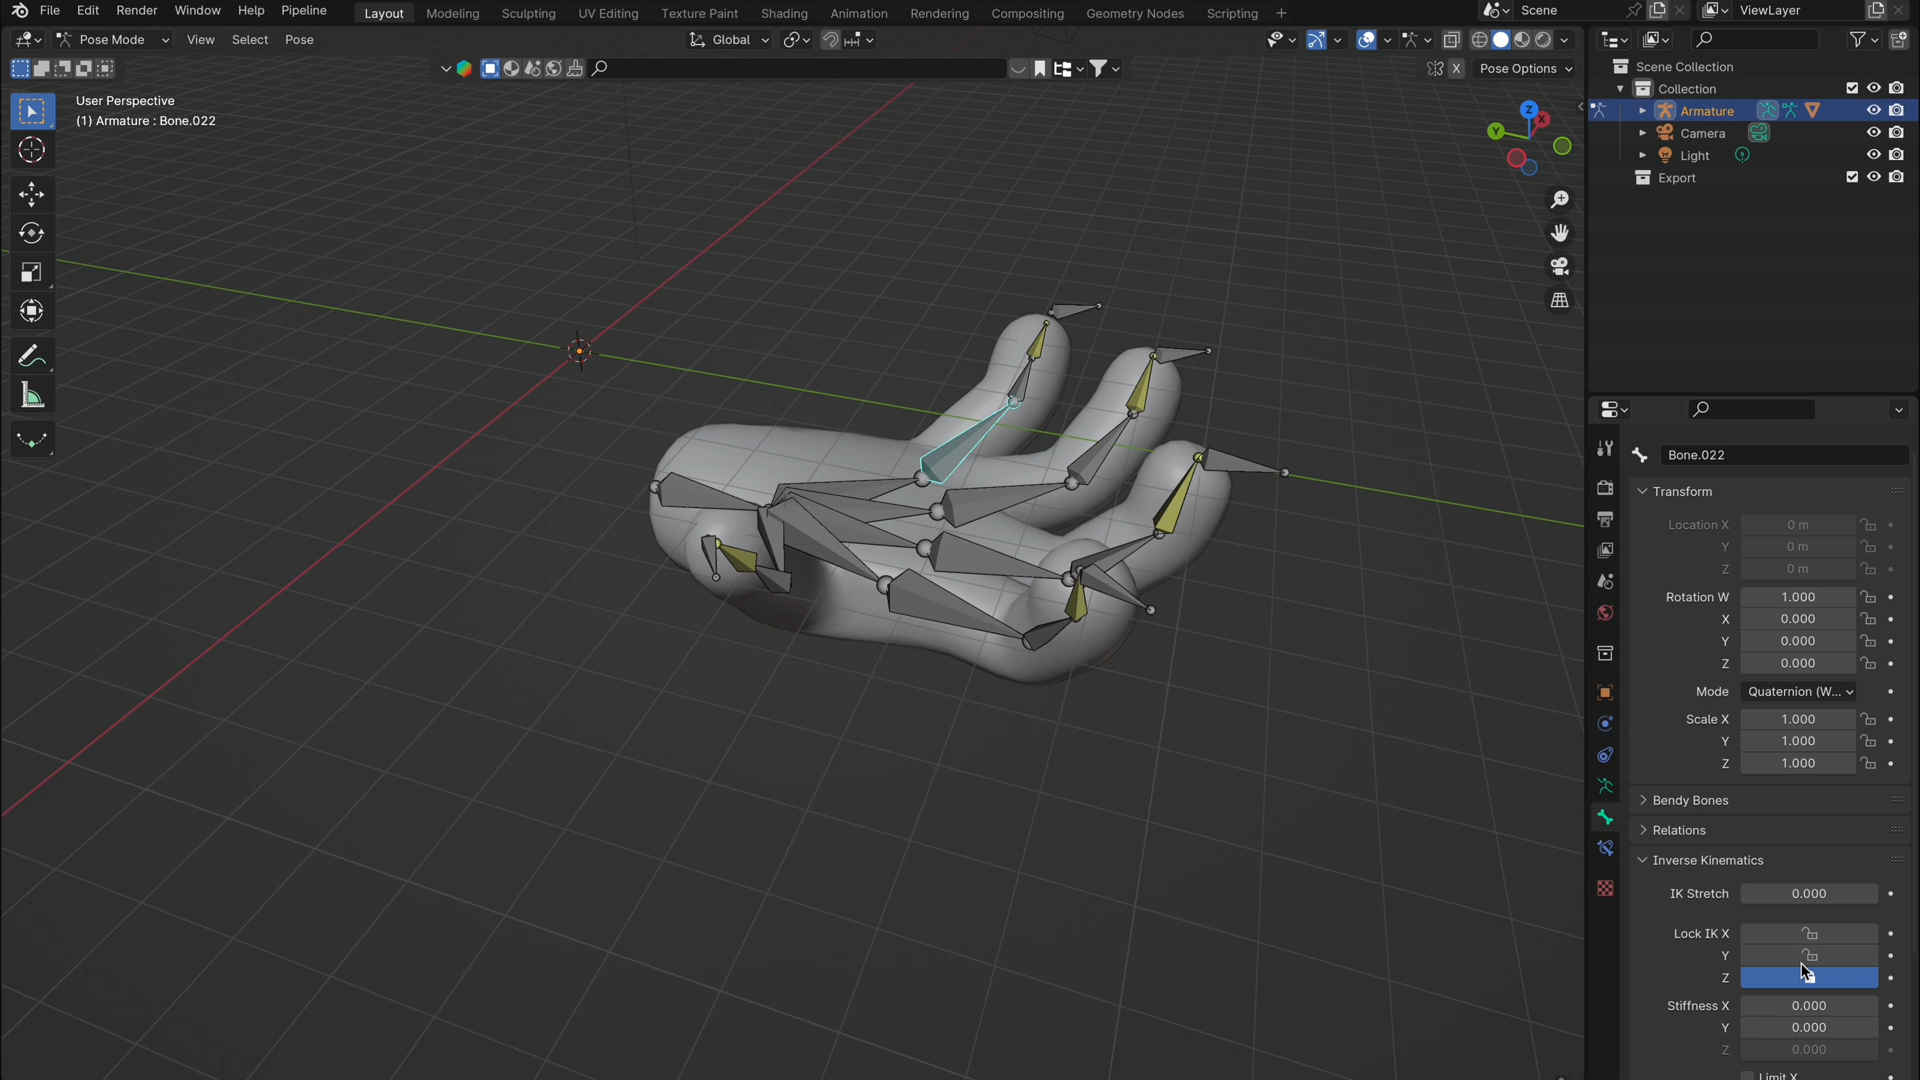 File Edit Render Window Help Pipeline
Layout Modeling Sculpting UV Editing Texture Paint Shading Animation Rendering Compositing Geometry Nodes Scripting +
Scene
ViewLayer
Pose Mode View Select Pose
Global
X Pose Options
User Perspective
(1) Armature : Bone.022
Z
X
Y
Scene Collection
Collection
Armature
Camera
Light
Export
Bone.022
Transform
Location X 0 m
Y 0 m
Z 0 m
Rotation W 1.000
X 0.000
Y 0.000
Z 0.000
Mode Quaternion (W...
Scale X 1.000
Y 1.000
Z 1.000
Bendy Bones
Relations
Inverse Kinematics
IK Stretch 0.000
Lock IK X
Y
Z
Stiffness X 0.000
Y 0.000
Z 0.000
Limit X